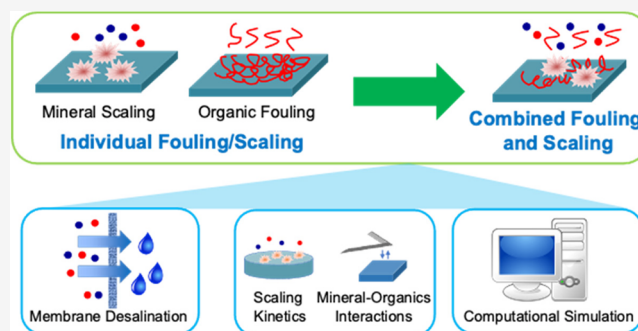 Mineral Scaling
Organic Fouling
Individual Fouling/Scaling
Combined Fouling
and Scaling
Membrane Desalination
Scaling
Kinetics
Mineral-Organics
Interactions
Computational Simulation